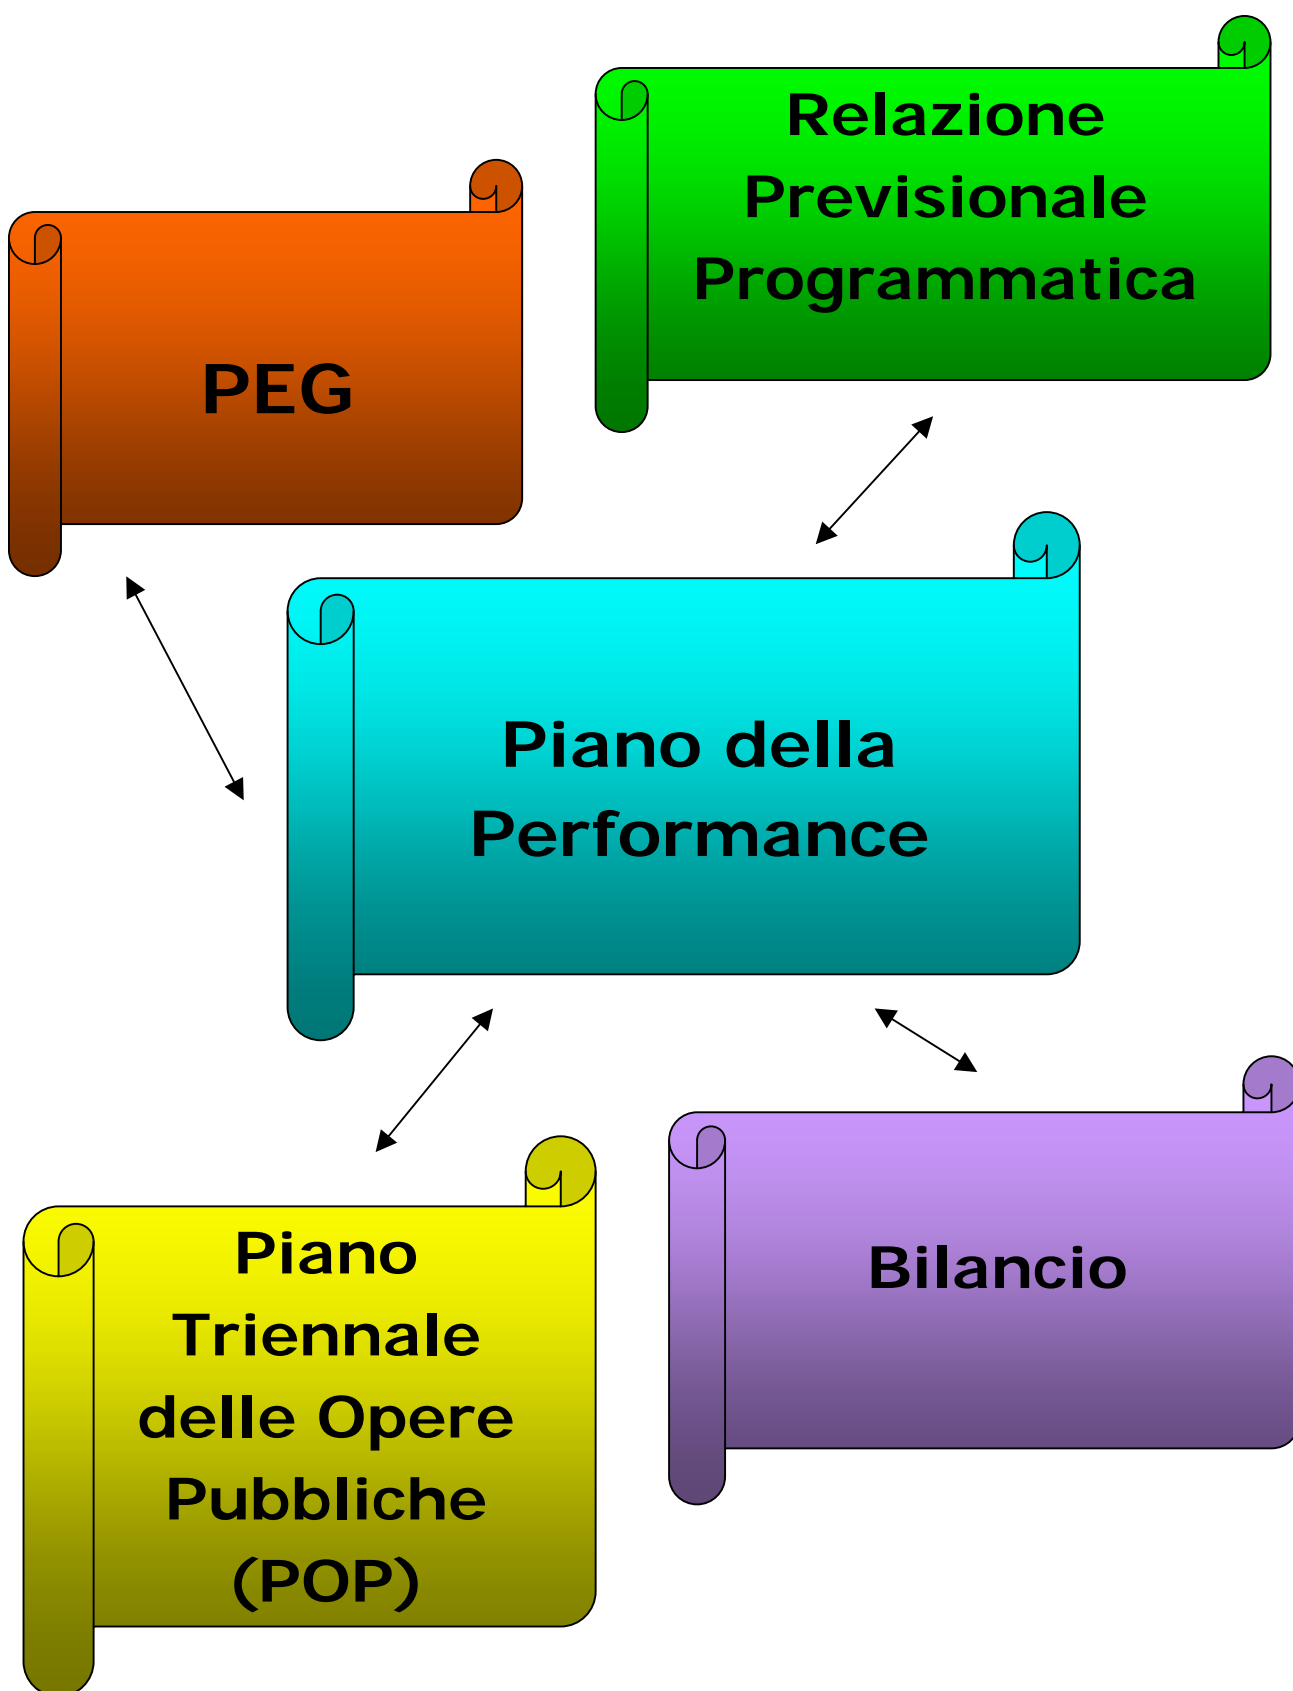 Relazione
Previsionale
Programmatica
PEG
Piano della
Performance
Piano
Triennale
delle Opere
Pubbliche
(POP)
Bilancio